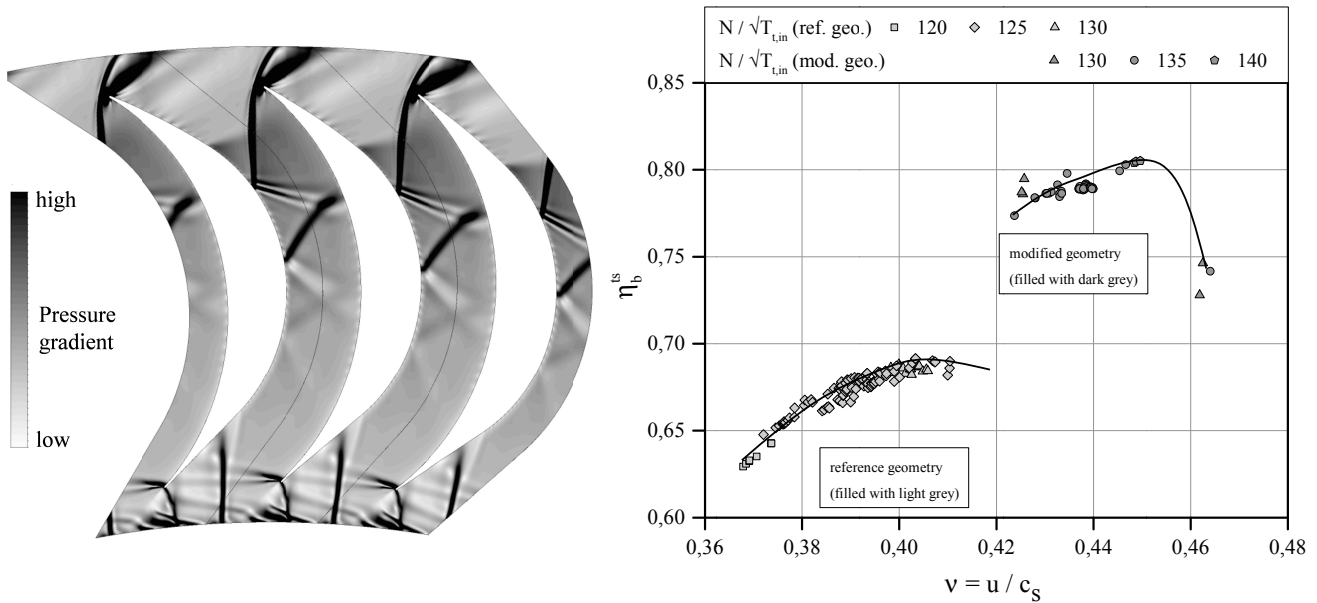 high
Pressure
gradient
low
N / √T_t,in (ref. geo.) 120 125 130
N / √T_t,in (mod. geo.) 130 135 140
0,85
0,80
0,75
0,70
0,65
0,60
η_b^ts
modified geometry
(filled with dark grey)
reference geometry
(filled with light grey)
0,36 0,38 0,40 0,42 0,44 0,46 0,48
ν = u / c_S